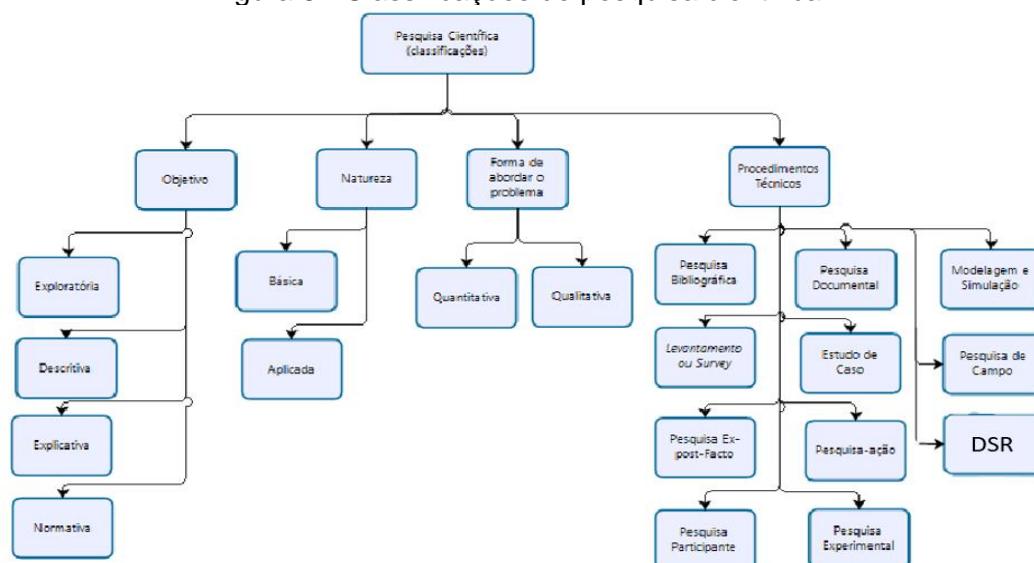 Pesquisa Científica
(classificações)
Objetivo
Natureza
Forma de
abordar o
problema
Procedimentos
Técnicos
Exploratória
Descritiva
Explicativa
Normativa
Básica
Aplicada
Quantitativa
Qualitativa
Pesquisa
Bibliográfica
Pesquisa
Documental
Modelagem e
Simulação
Levantamento
ou Survey
Estudo de
Caso
Pesquisa de
Campo
Pesquisa Ex-
post-Facto
Pesquisa-ação
DSR
Pesquisa
Participante
Pesquisa
Experimental